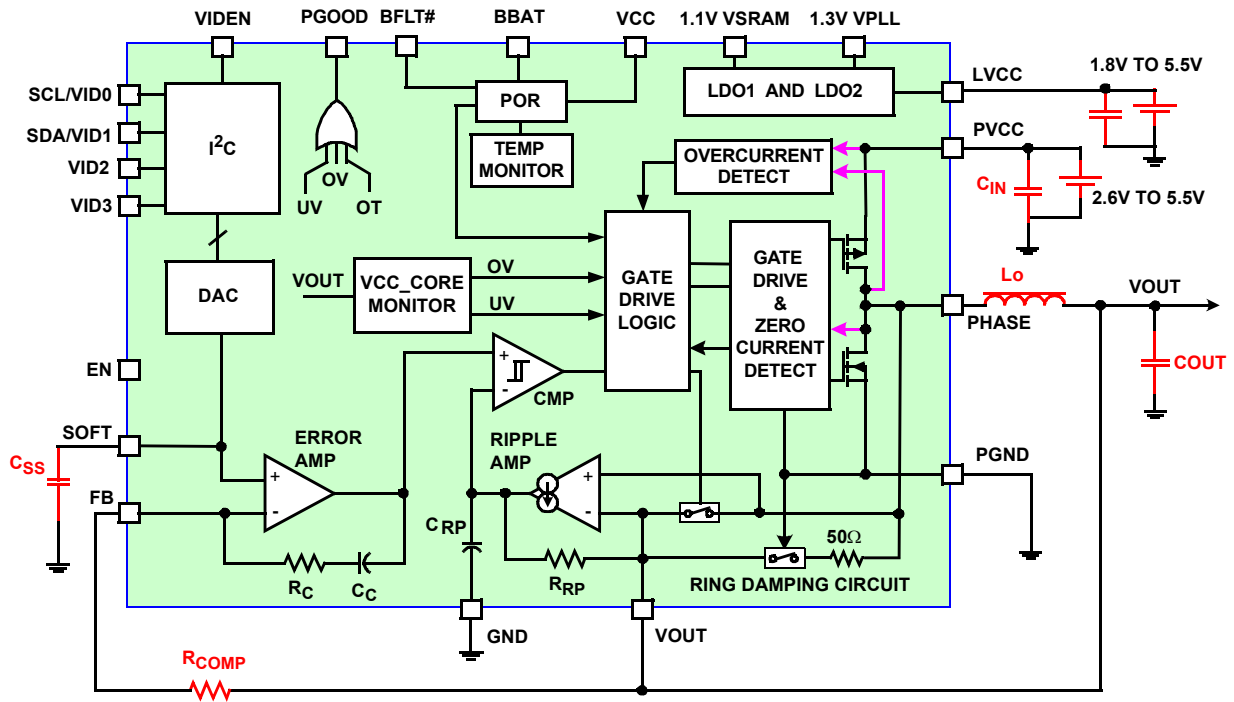 VIDEN
PGOOD
BFLT#
BBAT
VCC
1.1V VSRAM
1.3V VPLL
SCL/VID0
SDA/VID1
VID2
VID3
I2C
OV
UV
OT
POR
TEMP
MONITOR
LDO1 AND LDO2
LVCC
1.8V TO 5.5V
PVCC
OVERCURRENT
DETECT
CIN
2.6V TO 5.5V
DAC
VOUT
VCC_CORE
MONITOR
OV
UV
GATE
DRIVE
LOGIC
GATE
DRIVE
&
ZERO
CURRENT
DETECT
Lo
VOUT
PHASE
COUT
EN
+
-
CMP
SOFT
CSS
ERROR
AMP
+
-
RIPPLE
AMP
+
-
PGND
FB
CRP
50Ω
RC
CC
RRP
RING DAMPING CIRCUIT
GND
VOUT
RCOMP